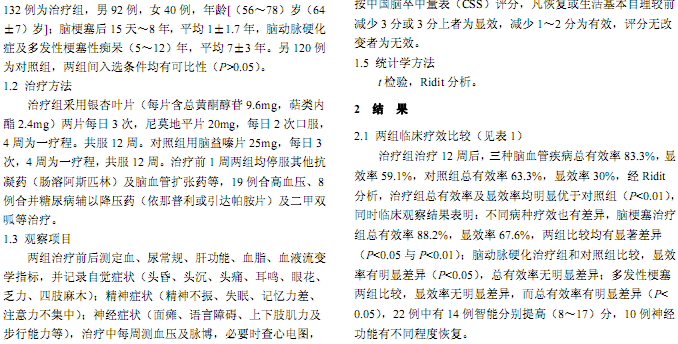 132 例为治疗组，男 92 例，女 40 例，年龄[（56～78）岁（64
±7）岁]；脑梗塞后 15 天～8 年，平均 1±1.7 年，脑动脉硬化
症及多发性梗塞性痴呆（5～12）年，平均 7±3 年。另 120 例
为对照组，两组间入选条件均有可比性（P>0.05）。
1.2 治疗方法
治疗组采用银杏叶片（每片含总黄酮醇苷 9.6mg，萜类内
酯 2.4mg）两片每日 3 次，尼莫地平片 20mg，每日 2 次口服，
4 周为一疗程。共服 12 周。对照组用脑益嗪片 25mg，每日 3
次，4 周为一疗程，共服 12 周。治疗前 1 周两组均停服其他抗
凝药（肠溶阿斯匹林）及脑血管扩张药等，19 例合高血压、8
例合并糖尿病辅以降压药（依那普利或引达帕胺片）及二甲双
呱等治疗。
1.3 观察项目
两组治疗前后测定血、尿常规、肝功能、血脂、血液流变
学指标，并记录自觉症状（头昏、头沉、头痛、耳鸣、眼花、
乏力、四肢麻木）；精神症状（精神不振、失眠、记忆力差、
注意力不集中）；神经症状（面瘫、语言障碍、上下肢肌力及
步行能力等），治疗中每周测血压及脉博，必要时查心电图，
按中国脑卒中量表（CSS）评分，凡恢复或生活基本自理较前
减少 3 分或 3 分上者为显效，减少 1～2 分为有效，评分无改
变者为无效。
1.5 统计学方法
t 检验，Ridit 分析。
2 结 果
2.1 两组临床疗效比较（见表 1）
治疗组治疗 12 周后，三种脑血管疾病总有效率 83.3%，显
效率 59.1%，对照组总有效率 63.3%，显效率 30%，经 Ridit
分析，治疗组总有效率及显效率均明显优于对照组（P<0.01），
同时临床观察结果表明：不同病种疗效也有差异，脑梗塞治疗
组总有效率 88.2%，显效率 67.6%，两组比较均有显著差异
（P<0.05 与 P<0.01）；脑动脉硬化治疗组和对照组比较，显效
率有明显差异（P<0.05），总有效率无明显差异；多发性梗塞
两组比较，显效率无明显差异，而总有效率有明显差异（P<
0.05），22 例中有 14 例智能分别提高（8～17）分，10 例神经
功能有不同程度恢复。